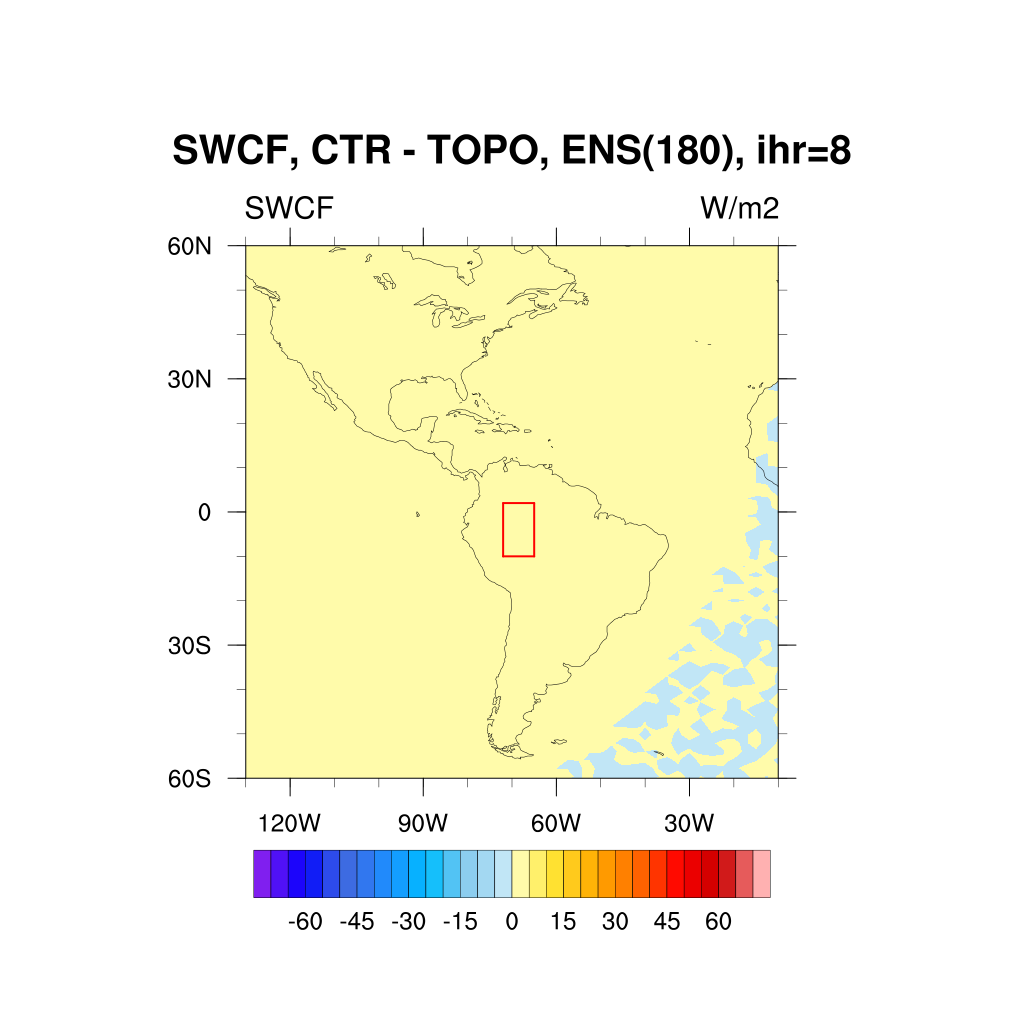 SWCF, CTR - TOPO, ENS(180), ihr=8
SWCF W/m2
60N
30N
0
30S
60S
120W 90W 60W 30W
-60 -45 -30 -15 0 15 30 45 60